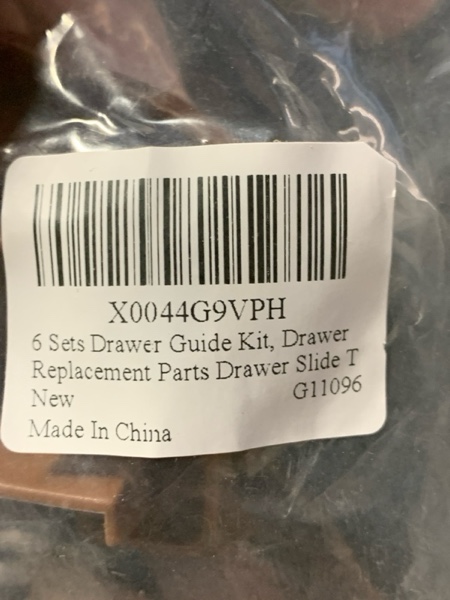 X0044G9VPH
6 Sets Drawer Guide Kit, Drawer
Replacement Parts Drawer Slide T
New G11096
Made In China